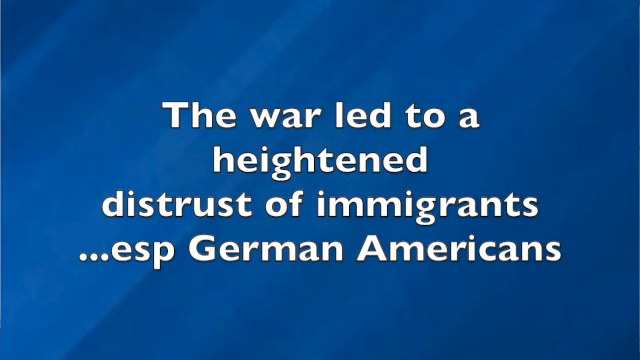 The war led to a
heightened
distrust of immigrants
...esp German Americans